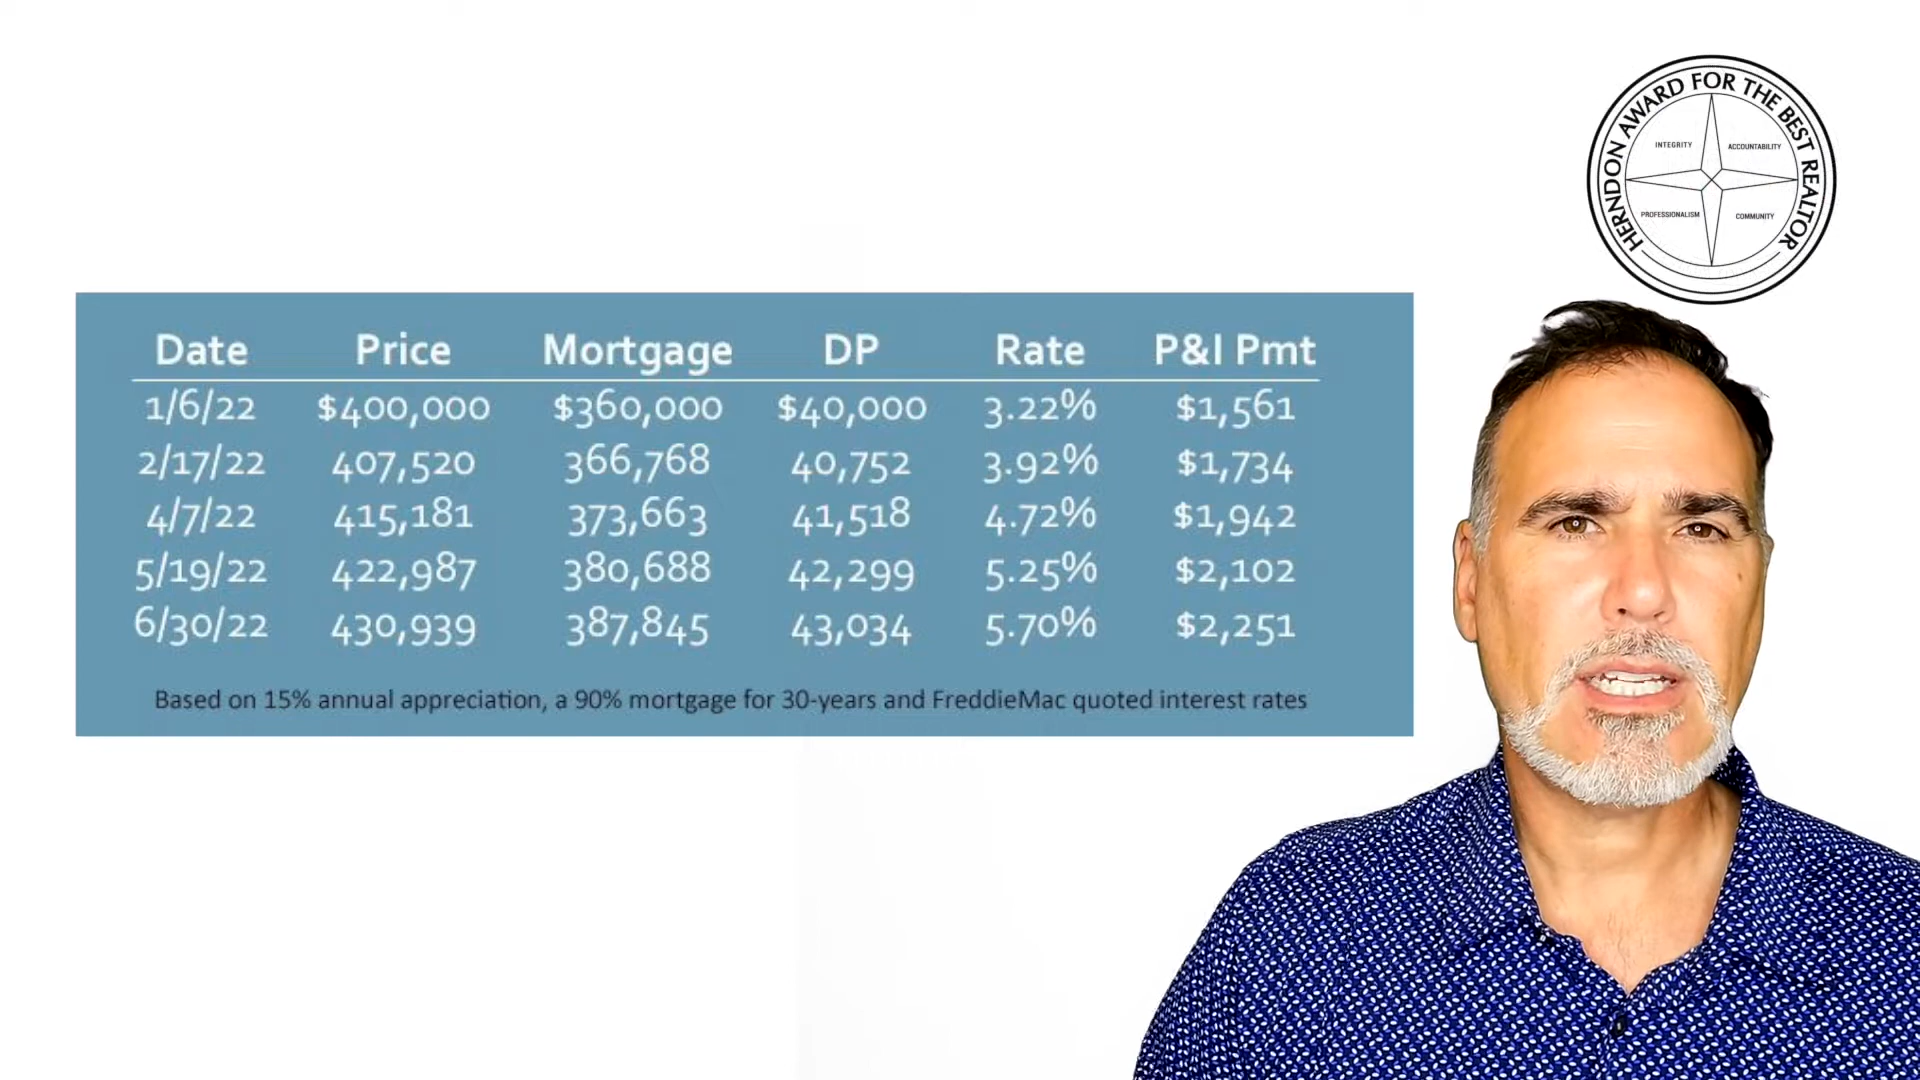 HERNDON AWARD FOR THE BEST REALTOR
INTEGRITY
ACCOUNTABILITY
PROFESSIONALISM
COMMUNITY
Date Price Mortgage DP Rate P&I Pmt
1/6/22 $400,000 $360,000 $40,000 3.22% $1,561
2/17/22 407,520 366,768 40,752 3.92% $1,734
4/7/22 415,181 373,663 41,518 4.72% $1,942
5/19/22 422,987 380,688 42,299 5.25% $2,102
6/30/22 430,939 387,845 43,034 5.70% $2,251
Based on 15% annual appreciation, a 90% mortgage for 30-years and FreddieMac quoted interest rates